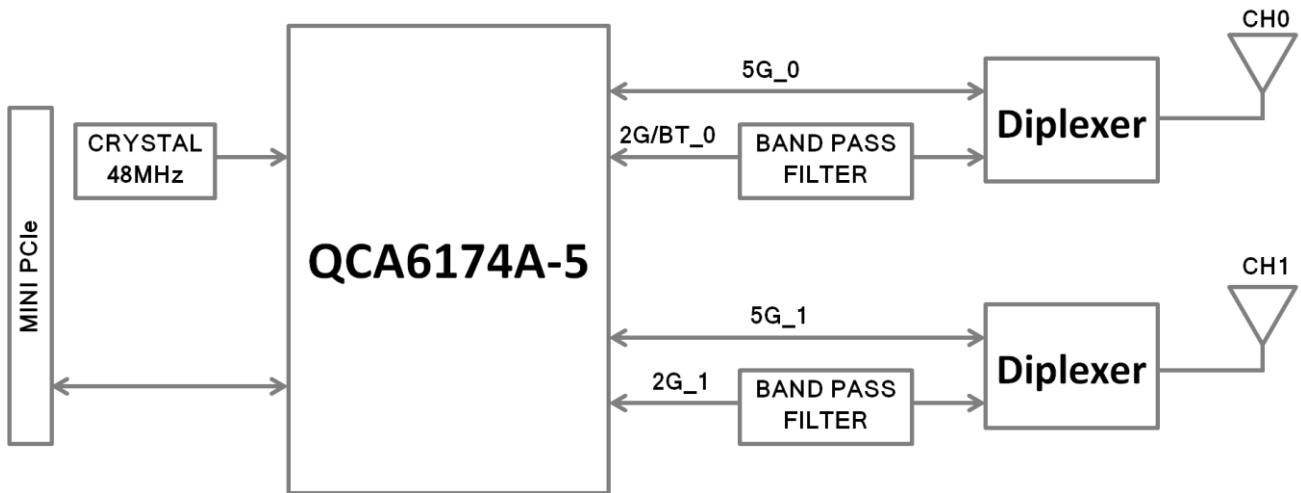 MINI PCIe
CRYSTAL
48MHz
QCA6174A-5
5G_0
2G/BT_0
BAND PASS
FILTER
Diplexer
CH0
5G_1
2G_1
BAND PASS
FILTER
Diplexer
CH1